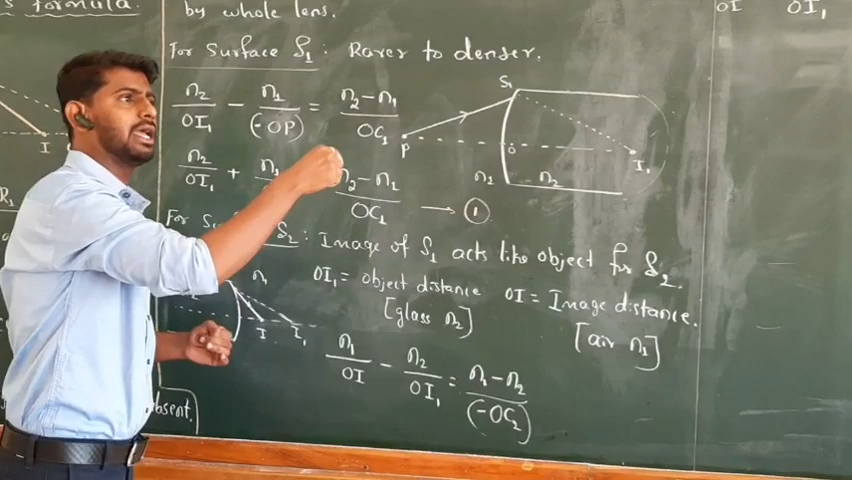 s formula.
by whole lens.
OI OI₁
For Surface S₁ : Rarer to denser.
n₂/OI₁ − n₁/(−OP) = n₂−n₁/OC₁
S₁
P O I₁
n₁ n₂
I
n₂/OI₁ + n₁ n₂−n₁/OC₁ → ①
R₁
For S₂ : Image of S₁ acts like object for S₂.
n₁ OI₁ = object distance OI = Image distance.
[glass n₂] [air n₁]
I I₁
n₁/OI − n₂/OI₁ = n₁−n₂/(−OC₂)
absent.